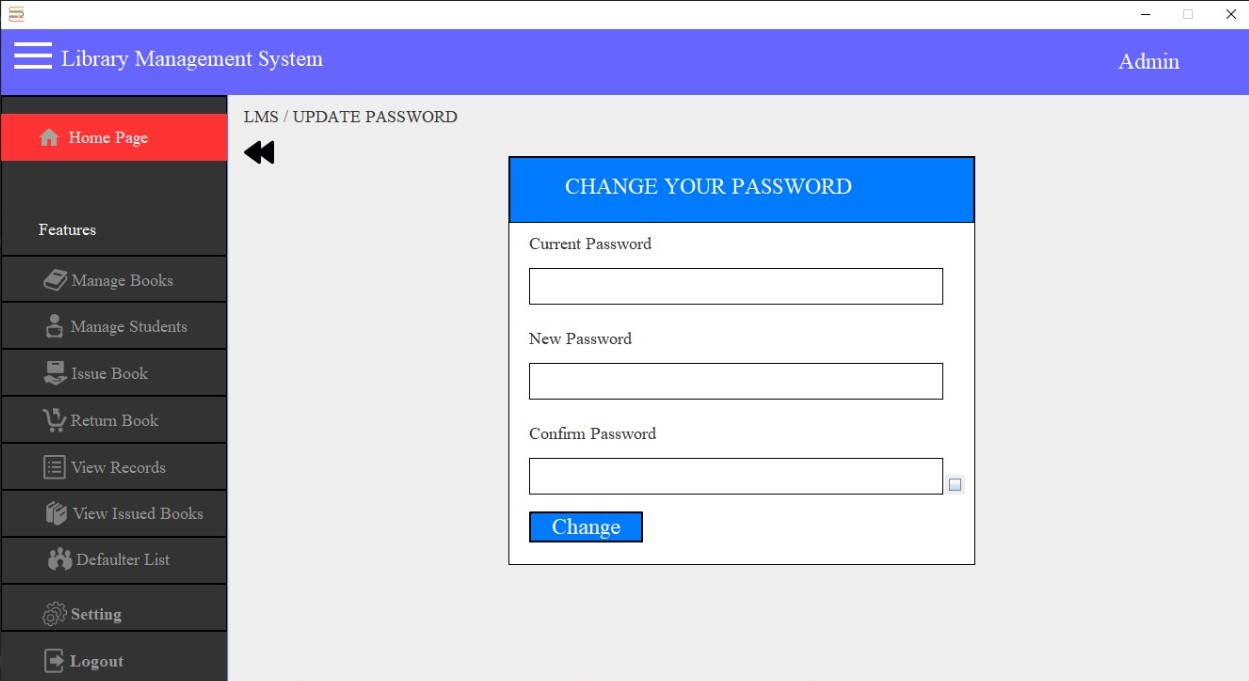 Library Management System
Admin
Home Page
Features
Manage Books
Manage Students
Issue Book
Return Book
View Records
View Issued Books
Defaulter List
Setting
Logout
LMS / UPDATE PASSWORD
CHANGE YOUR PASSWORD
Current Password
New Password
Confirm Password
Change